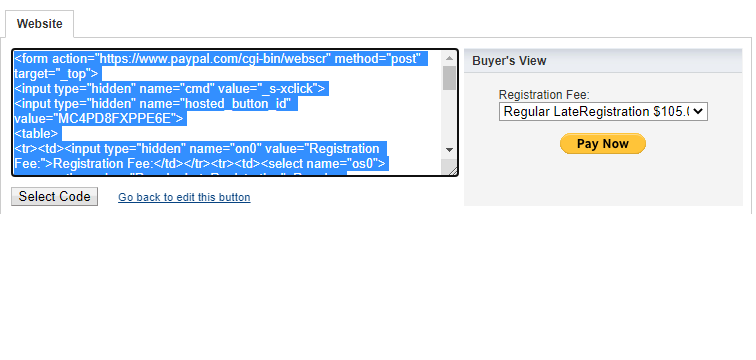 Website
<form action="https://www.paypal.com/cgi-bin/webscr" method="post"
target="_top">
<input type="hidden" name="cmd" value="_s-xclick">
<input type="hidden" name="hosted_button_id"
value="MC4PD8FXPPE6E">
<table>
<tr><td><input type="hidden" name="on0" value="Registration
Fee:">Registration Fee:</td></tr><tr><td><select name="os0">
Select Code
Go back to edit this button
Buyer's View
Registration Fee:
Regular LateRegistration $105.
Pay Now